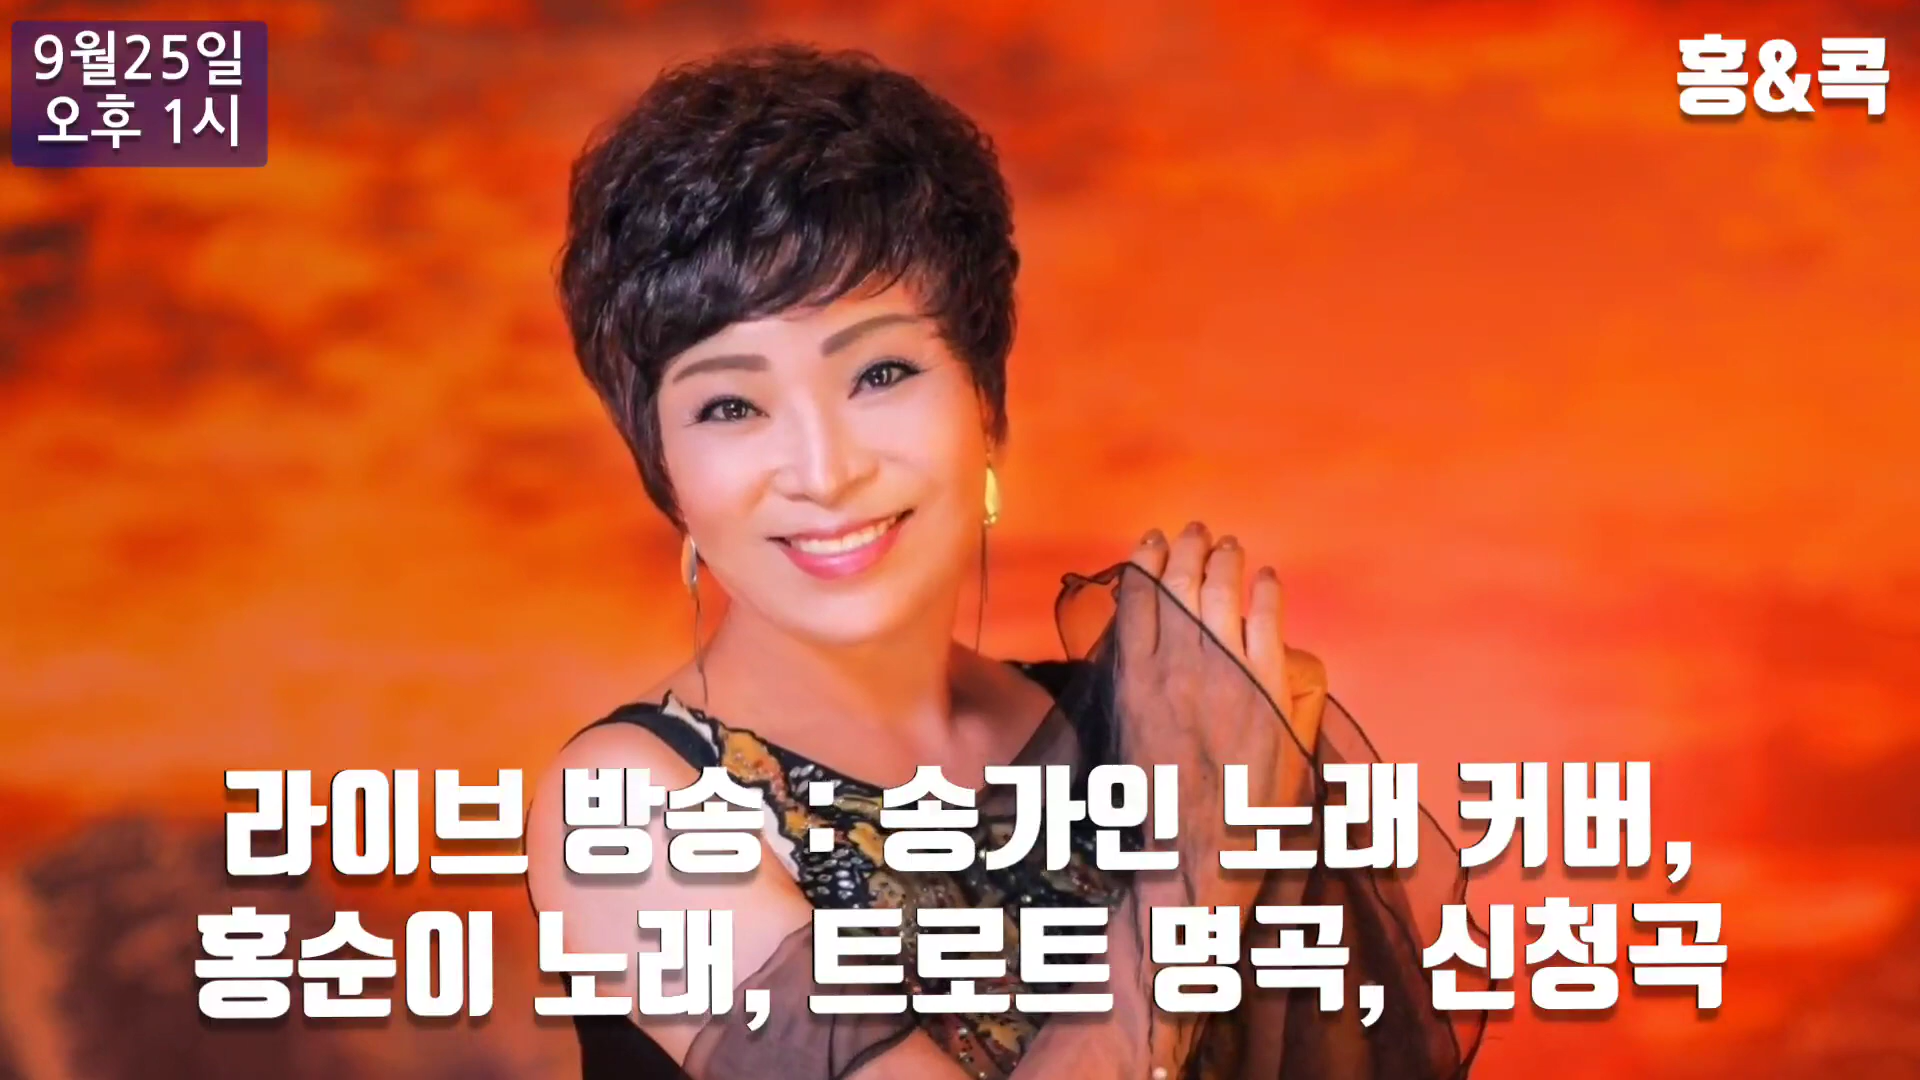 9월25일
오후 1시
홍&콕
라이브 방송 : 송가인 노래 커버,
홍순이 노래, 트로트 명곡, 신청곡